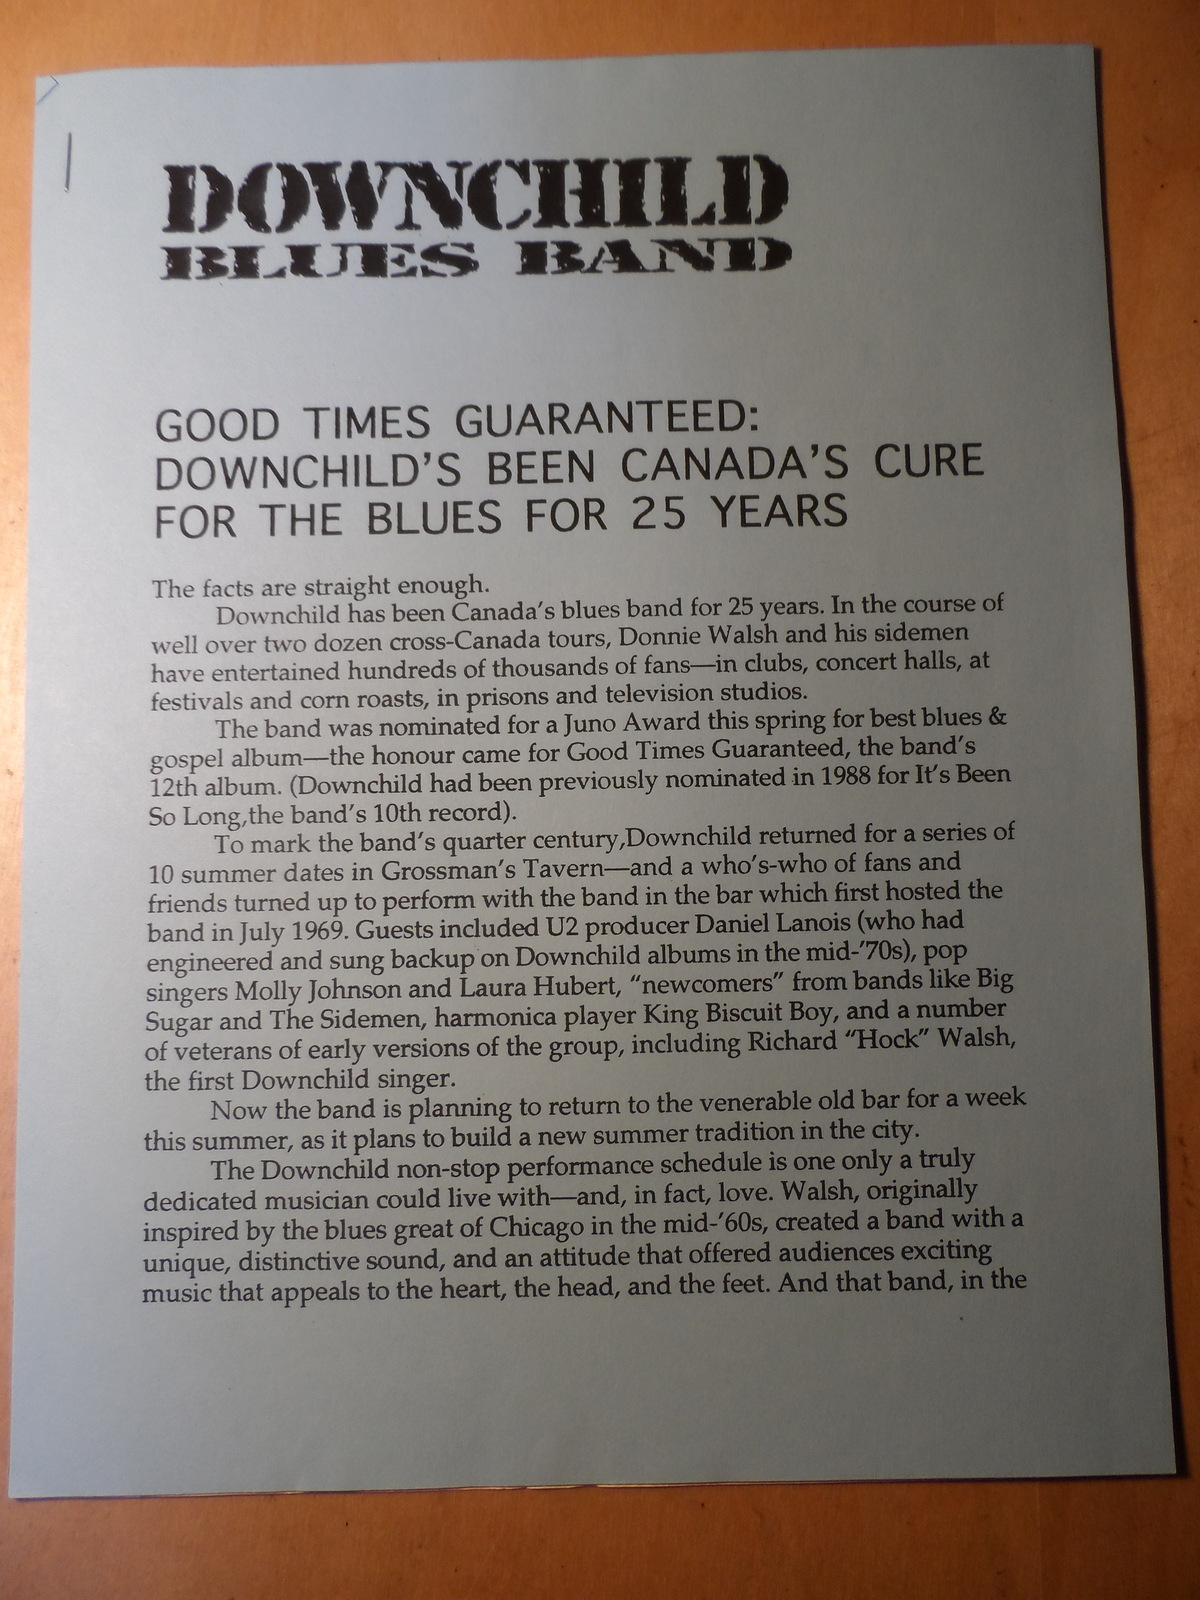 DOWNCHILD
BLUES BAND
GOOD TIMES GUARANTEED:
DOWNCHILD'S BEEN CANADA'S CURE
FOR THE BLUES FOR 25 YEARS
The facts are straight enough.
Downchild has been Canada's blues band for 25 years. In the course of
well over two dozen cross-Canada tours, Donnie Walsh and his sidemen
have entertained hundreds of thousands of fans—in clubs, concert halls, at
festivals and corn roasts, in prisons and television studios.
The band was nominated for a Juno Award this spring for best blues &
gospel album—the honour came for Good Times Guaranteed, the band's
12th album. (Downchild had been previously nominated in 1988 for It's Been
So Long,the band's 10th record).
To mark the band's quarter century,Downchild returned for a series of
10 summer dates in Grossman's Tavern—and a who's-who of fans and
friends turned up to perform with the band in the bar which first hosted the
band in July 1969. Guests included U2 producer Daniel Lanois (who had
engineered and sung backup on Downchild albums in the mid-'70s), pop
singers Molly Johnson and Laura Hubert, "newcomers" from bands like Big
Sugar and The Sidemen, harmonica player King Biscuit Boy, and a number
of veterans of early versions of the group, including Richard "Hock" Walsh,
the first Downchild singer.
Now the band is planning to return to the venerable old bar for a week
this summer, as it plans to build a new summer tradition in the city.
The Downchild non-stop performance schedule is one only a truly
dedicated musician could live with—and, in fact, love. Walsh, originally
inspired by the blues great of Chicago in the mid-'60s, created a band with a
unique, distinctive sound, and an attitude that offered audiences exciting
music that appeals to the heart, the head, and the feet. And that band, in the